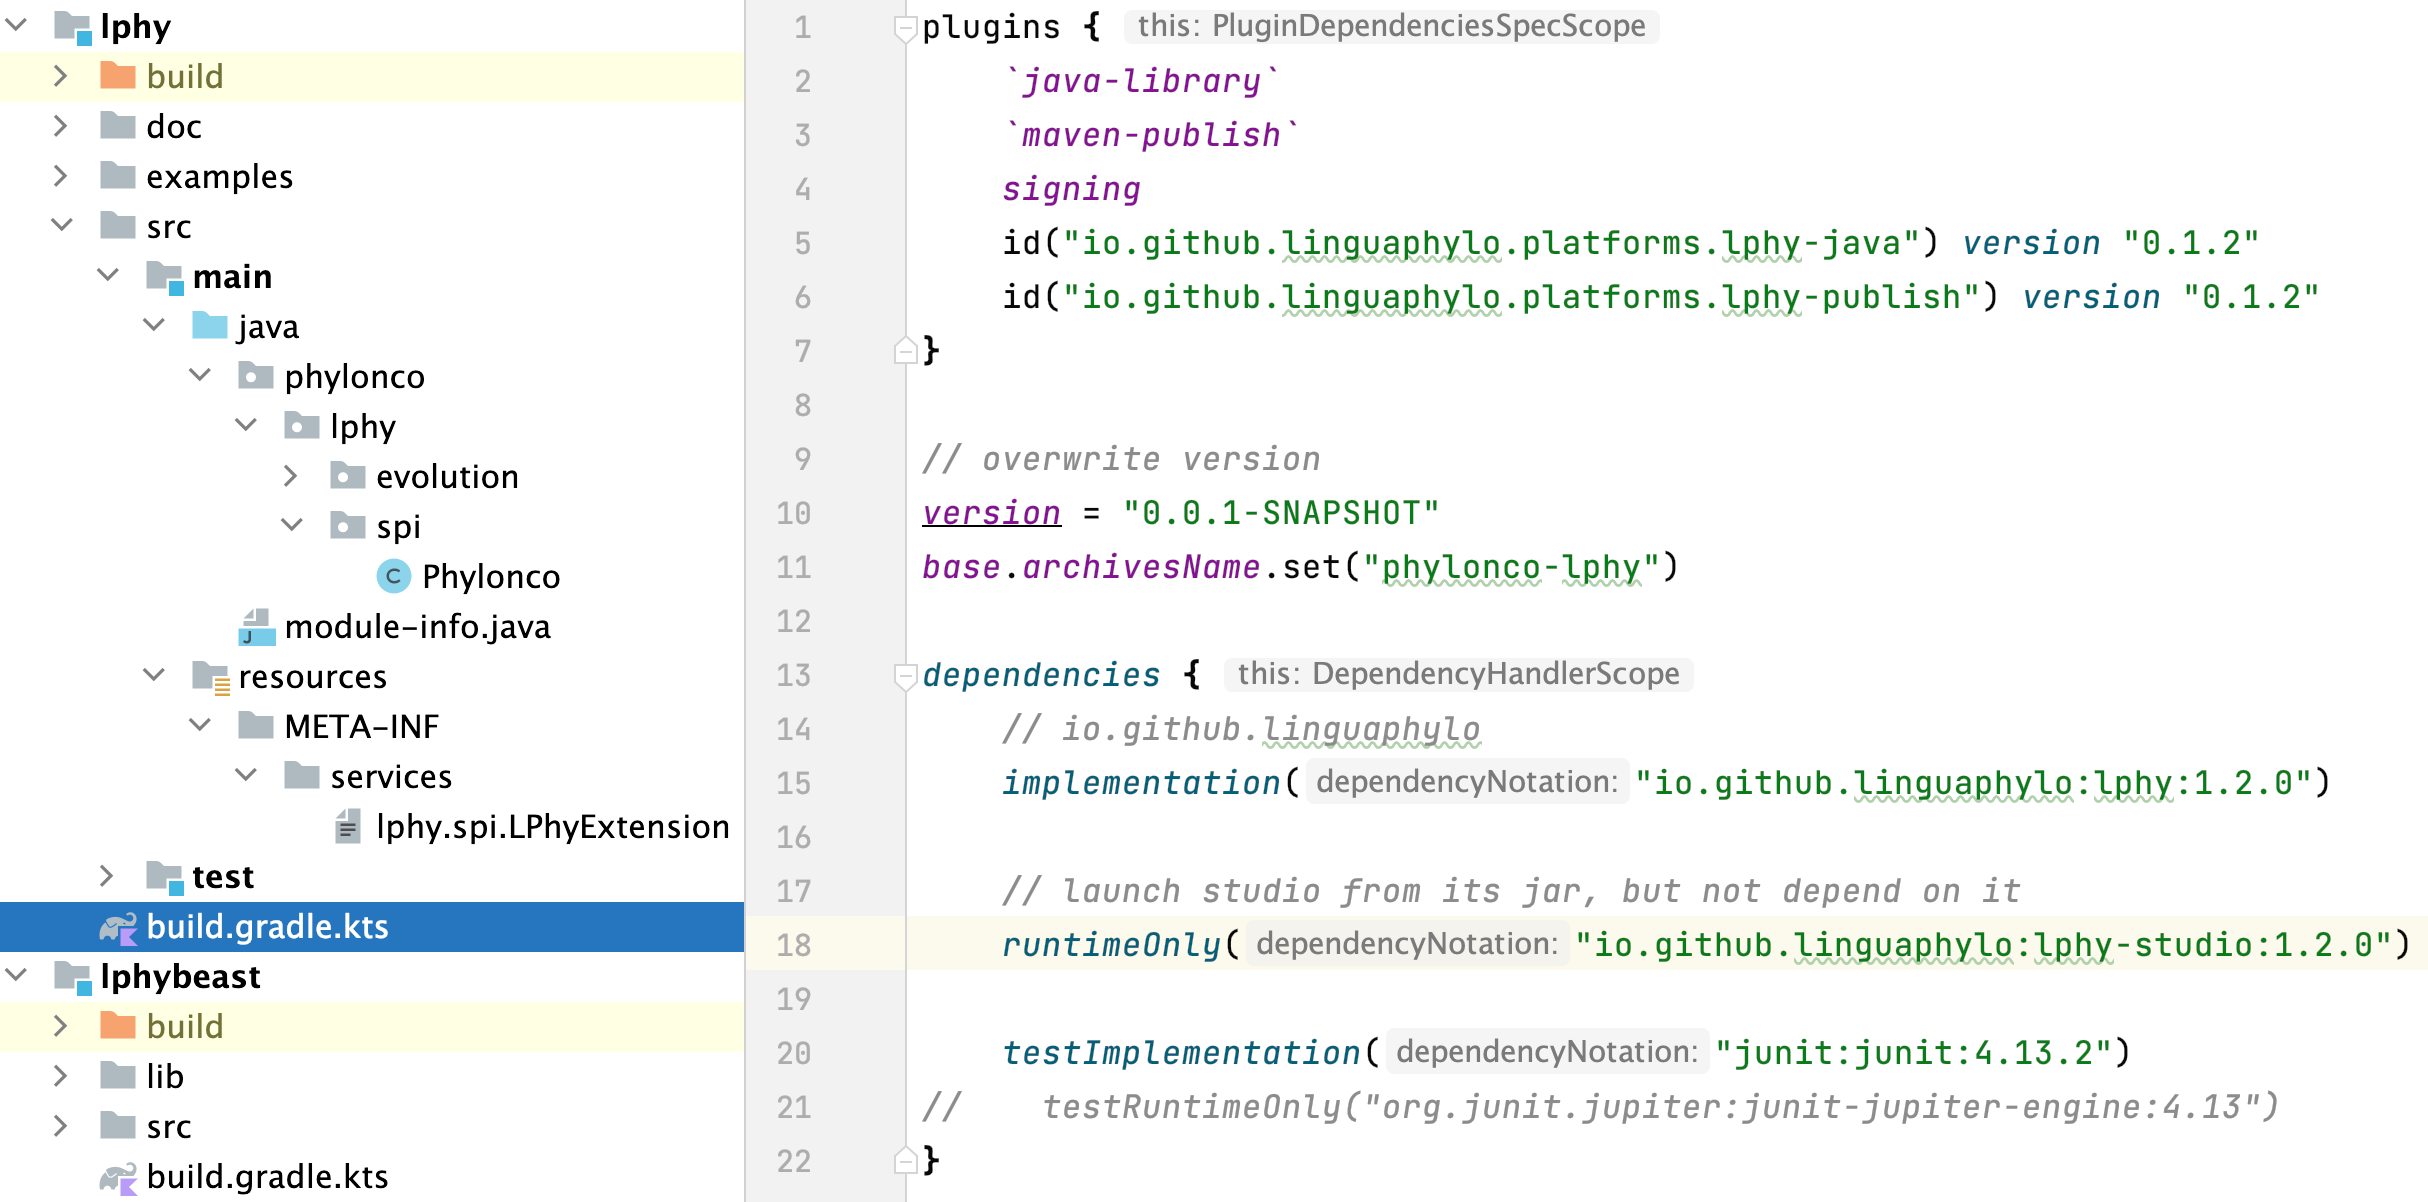 lphy
build
doc
examples
src
main
java
phylonco
lphy
evolution
spi
C Phylonco
J module-info.java
resources
META-INF
services
lphy.spi.LPhyExtension
test
build.gradle.kts
lphybeast
build
lib
src
build.gradle.kts
1 plugins { this: PluginDependenciesSpecScope
2 `java-library`
3 `maven-publish`
4 signing
5 id("io.github.linguaphylo.platforms.lphy-java") version "0.1.2"
6 id("io.github.linguaphylo.platforms.lphy-publish") version "0.1.2"
7 }
8
9 // overwrite version
10 version = "0.0.1-SNAPSHOT"
11 base.archivesName.set("phylonco-lphy")
12
13 dependencies { this: DependencyHandlerScope
14 // io.github.linguaphylo
15 implementation( dependencyNotation: "io.github.linguaphylo:lphy:1.2.0")
16
17 // launch studio from its jar, but not depend on it
18 runtimeOnly( dependencyNotation: "io.github.linguaphylo:lphy-studio:1.2.0")
19
20 testImplementation( dependencyNotation: "junit:junit:4.13.2")
21 // testRuntimeOnly("org.junit.jupiter:junit-jupiter-engine:4.13")
22 }